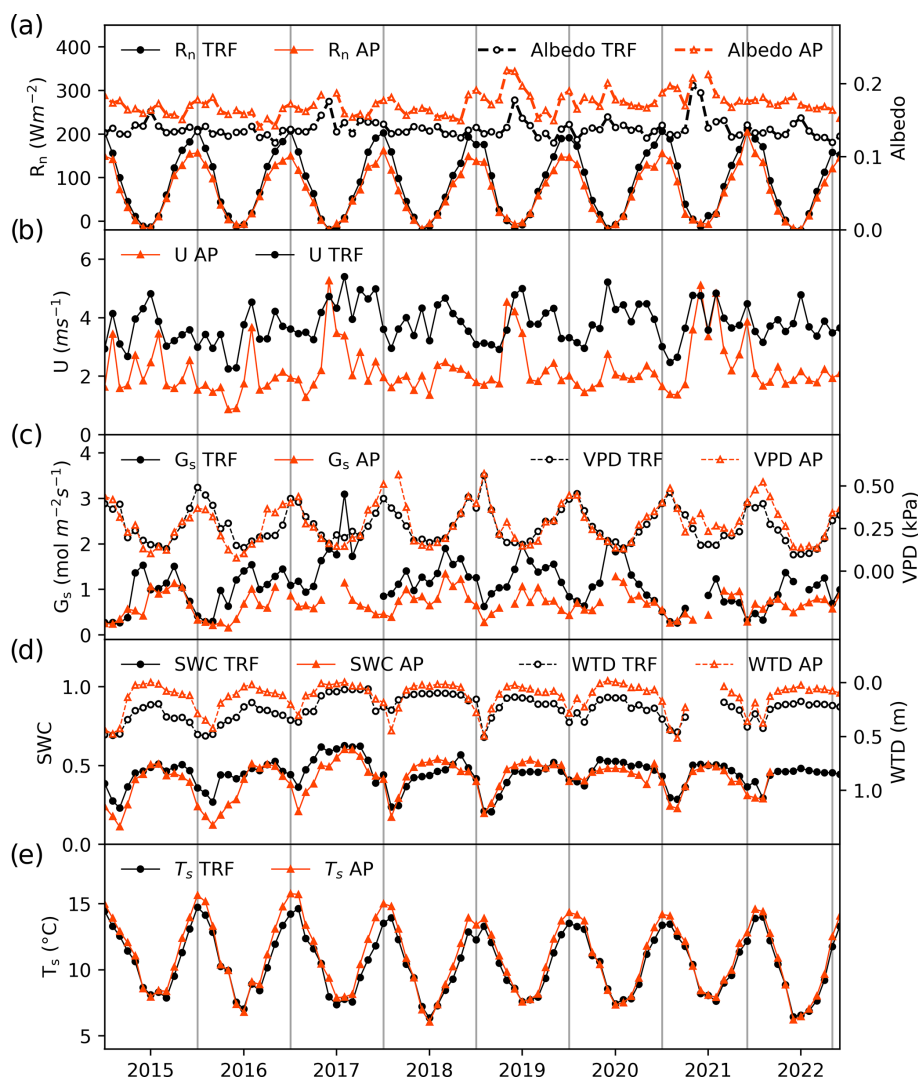 (a)
400
300
200
100
0
Rₙ (Wm⁻²)
Rₙ TRF
Rₙ AP
Albedo TRF
Albedo AP
0.2
0.1
0.0
Albedo
(b)
6
4
2
0
U (ms⁻¹)
U AP
U TRF
(c)
4
3
2
1
0
Gₛ (mol m⁻²s⁻¹)
Gₛ TRF
Gₛ AP
VPD TRF
VPD AP
0.50
0.25
0.00
VPD (kPa)
(d)
1.0
0.5
0.0
SWC
SWC TRF
SWC AP
WTD TRF
WTD AP
0.0
0.5
1.0
WTD (m)
(e)
15
10
5
Tₛ (°C)
Tₛ TRF
Tₛ AP
2015 2016 2017 2018 2019 2020 2021 2022